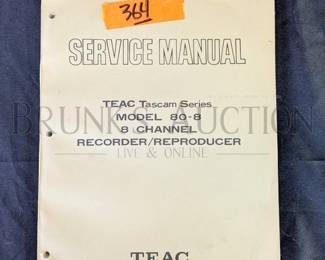 364
SERVICE MANUAL
TEAC Tascam Series
MODEL 80-8
8 CHANNEL
RECORDER/REPRODUCER
BRUNK'S AUCTION
LIVE & ONLINE
TEAC